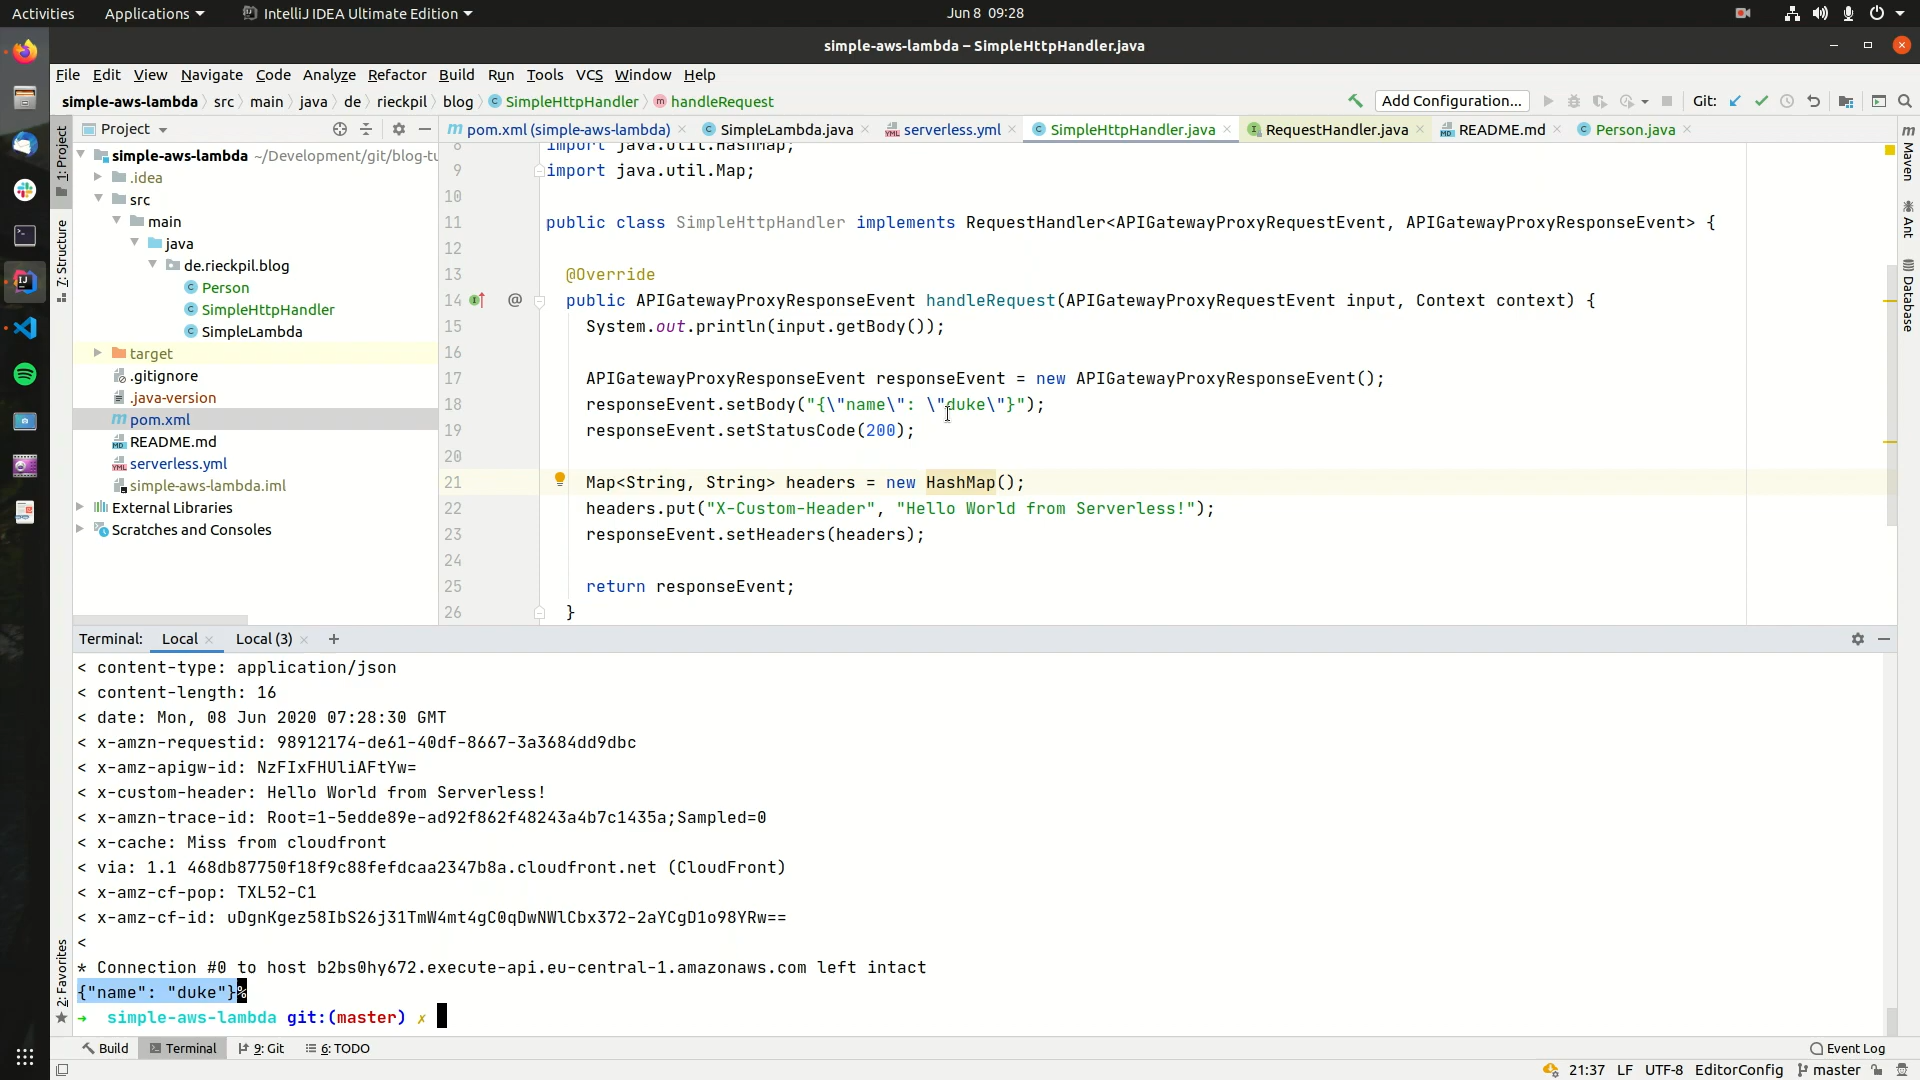 Activities Applications IntelliJ IDEA Ultimate Edition Jun 8 09:28
simple-aws-lambda – SimpleHttpHandler.java
File Edit View Navigate Code Analyze Refactor Build Run Tools VCS Window Help
simple-aws-lambda src main java de rieckpil blog SimpleHttpHandler handleRequest Add Configuration... Git:
Project pom.xml (simple-aws-lambda) SimpleLambda.java serverless.yml SimpleHttpHandler.java RequestHandler.java README.md Person.java
1: Project
7: Structure
2: Favorites
Maven
Ant
Database
simple-aws-lambda ~/Development/git/blog-tu
.idea
src
main
java
de.rieckpil.blog
Person
SimpleHttpHandler
SimpleLambda
target
.gitignore
.java-version
pom.xml
README.md
serverless.yml
simple-aws-lambda.iml
External Libraries
Scratches and Consoles
8 import java.util.HashMap;
9 import java.util.Map;
10
11 public class SimpleHttpHandler implements RequestHandler<APIGatewayProxyRequestEvent, APIGatewayProxyResponseEvent> {
12
13 @Override
14 @ public APIGatewayProxyResponseEvent handleRequest(APIGatewayProxyRequestEvent input, Context context) {
15 System.out.println(input.getBody());
16
17 APIGatewayProxyResponseEvent responseEvent = new APIGatewayProxyResponseEvent();
18 responseEvent.setBody("{\"name\": \"duke\"}");
19 responseEvent.setStatusCode(200);
20
21 Map<String, String> headers = new HashMap();
22 headers.put("X-Custom-Header", "Hello World from Serverless!");
23 responseEvent.setHeaders(headers);
24
25 return responseEvent;
26 }
Terminal: Local Local (3) +
< content-type: application/json
< content-length: 16
< date: Mon, 08 Jun 2020 07:28:30 GMT
< x-amzn-requestid: 98912174-de61-40df-8667-3a3684dd9dbc
< x-amz-apigw-id: NzFIxFHUliAFtYw=
< x-custom-header: Hello World from Serverless!
< x-amzn-trace-id: Root=1-5edde89e-ad92f862f48243a4b7c1435a;Sampled=0
< x-cache: Miss from cloudfront
< via: 1.1 468db87750f18f9c88fefdcaa2347b8a.cloudfront.net (CloudFront)
< x-amz-cf-pop: TXL52-C1
< x-amz-cf-id: uDgnKgez58IbS26j31TmW4mt4gC0qDwNWlCbx372-2aYCgD1o98YRw==
<
* Connection #0 to host b2bs0hy672.execute-api.eu-central-1.amazonaws.com left intact
{"name": "duke"}%
➜ simple-aws-lambda git:(master) ✗
Build Terminal 9: Git 6: TODO Event Log
21:37 LF UTF-8 EditorConfig master